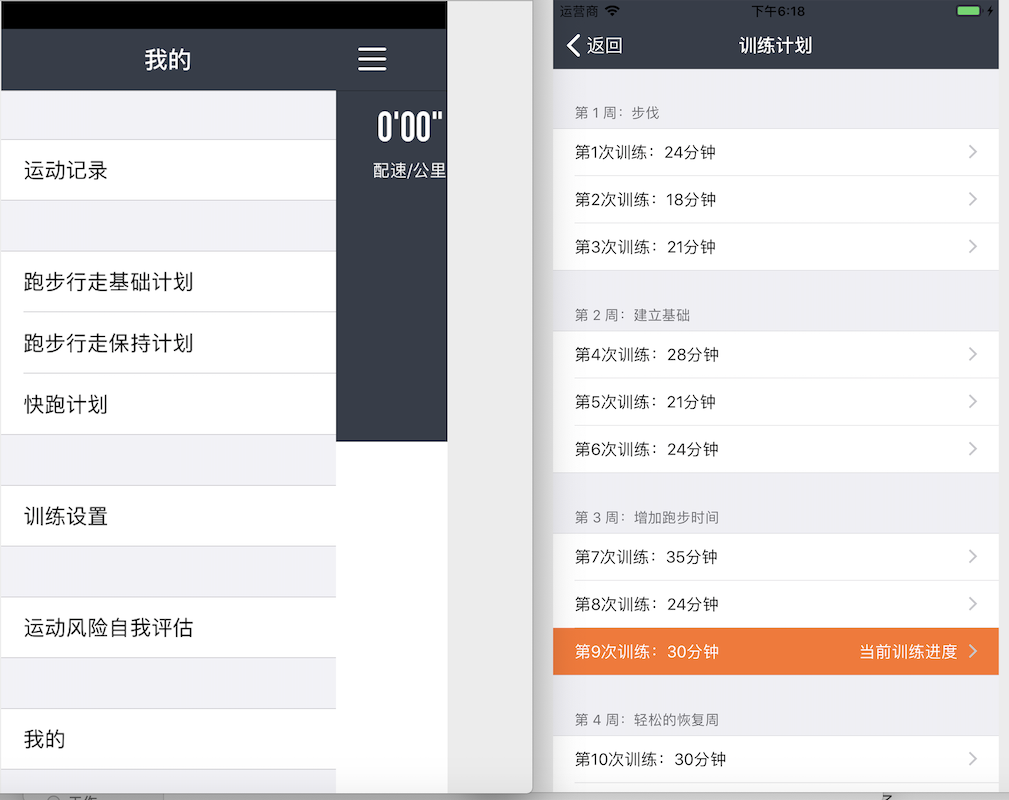 我的
0'00"
配速/公里
运动记录
跑步行走基础计划
跑步行走保持计划
快跑计划
训练设置
运动风险自我评估
我的
运营商
下午6:18
返回
训练计划
第 1 周：步伐
第1次训练：24分钟
第2次训练：18分钟
第3次训练：21分钟
第 2 周：建立基础
第4次训练：28分钟
第5次训练：21分钟
第6次训练：24分钟
第 3 周：增加跑步时间
第7次训练：35分钟
第8次训练：24分钟
第9次训练：30分钟 当前训练进度
第 4 周：轻松的恢复周
第10次训练：30分钟